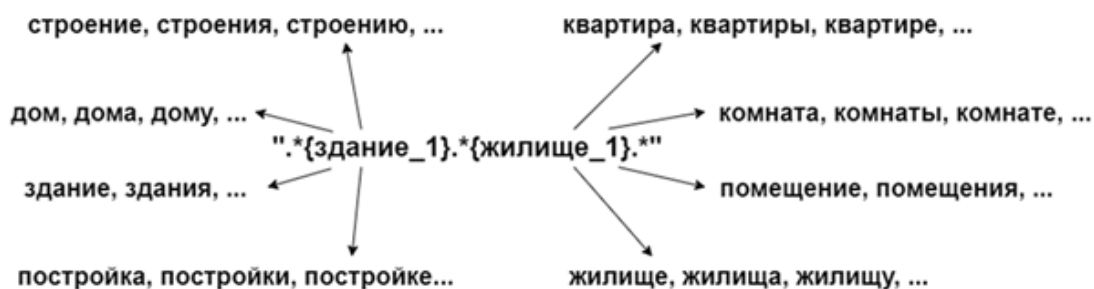 строение, строения, строению, ... квартира, квартиры, квартире, ...
дом, дома, дому, ... комната, комнаты, комнате, ...
".*{здание_1}.*{жилище_1}.*"
здание, здания, ... помещение, помещения, ...
постройка, постройки, постройке... жилище, жилища, жилищу, ...